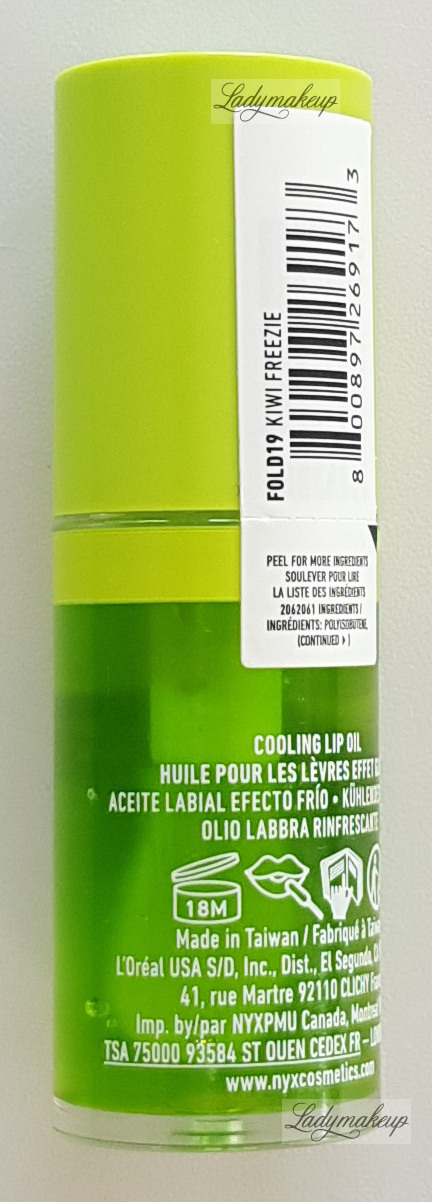 Ladymakeup
FOLD19 KIWI FREEZIE
8 00897 26917 3
PEEL FOR MORE INGREDIENTS
SOULEVER POUR LIRE
LA LISTE DES INGRÉDIENTS
2062061 INGREDIENTS /
INGRÉDIENTS: POLYISOBUTENE,
(CONTINUED ▸)
COOLING LIP OIL
HUILE POUR LES LÈVRES EFFET
ACEITE LABIAL EFECTO FRÍO •
OLIO LABBRA RINFRESCANTE
18M
Made in Taiwan / Fabriqué à
L'Oréal USA S/D, Inc., Dist., El Segundo,
41, rue Martre 92110 CLICHY
Imp. by/par NYXPMU Canada, Montreal
TSA 75000 93584 ST OUEN CEDEX FR –
www.nyxcosmetics.com
Ladymakeup